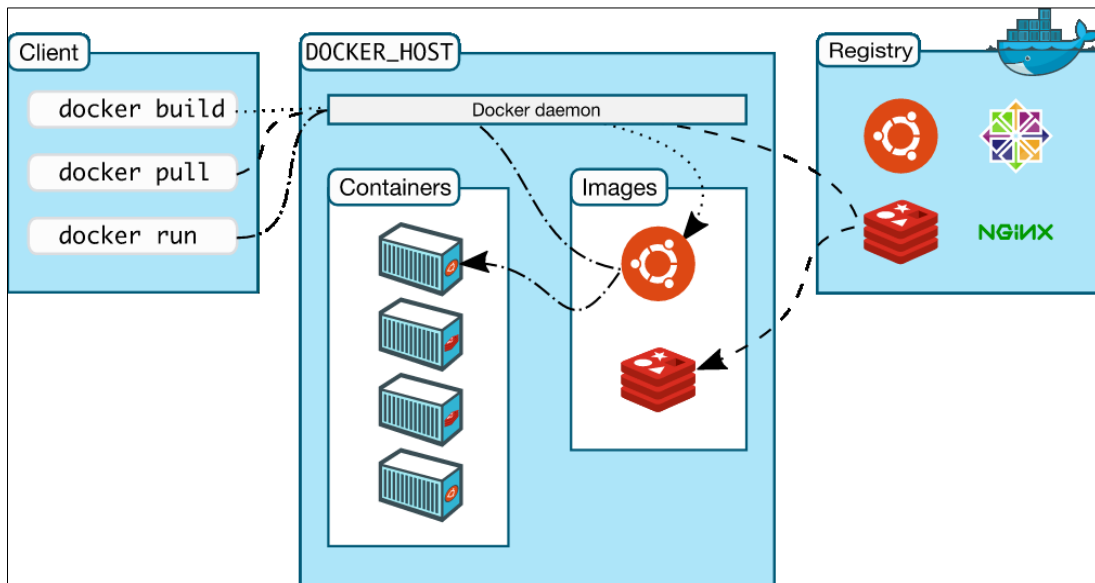 Client
docker build
docker pull
docker run
DOCKER_HOST
Docker daemon
Containers
Images
Registry
NGiNX